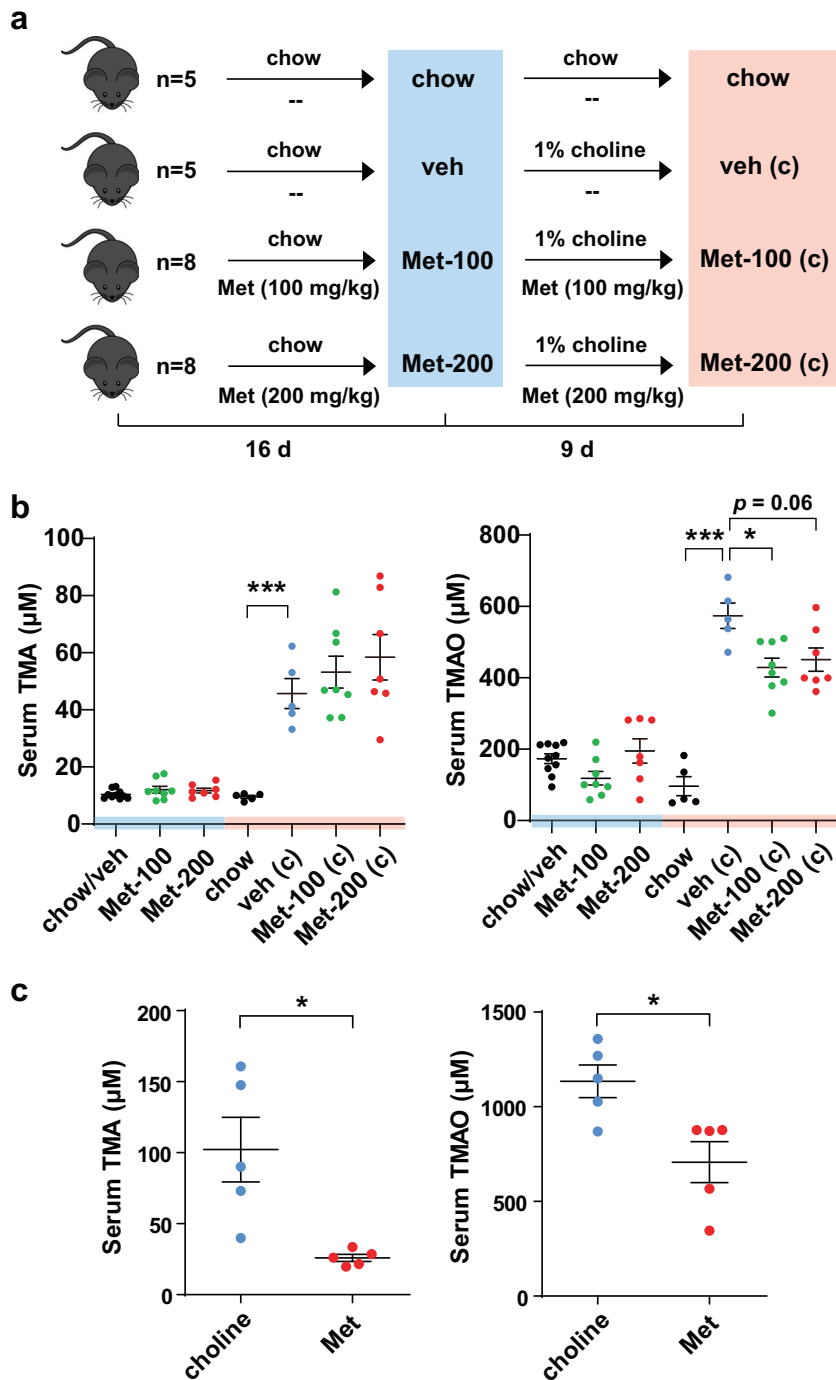 a
n=5 chow -- chow chow -- chow
n=5 chow -- veh 1% choline -- veh (c)
n=8 chow Met (100 mg/kg) Met-100 1% choline Met (100 mg/kg) Met-100 (c)
n=8 chow Met (200 mg/kg) Met-200 1% choline Met (200 mg/kg) Met-200 (c)
16 d 9 d
b
Serum TMA (μM)
100
80
60
40
20
0
***
chow/veh
Met-100
Met-200
chow
veh (c)
Met-100 (c)
Met-200 (c)
Serum TMAO (μM)
800
600
400
200
0
p = 0.06
*** *
chow/veh
Met-100
Met-200
chow
veh (c)
Met-100 (c)
Met-200 (c)
c
Serum TMA (μM)
200
150
100
50
0
*
choline
Met
Serum TMAO (μM)
1500
1000
500
0
*
choline
Met